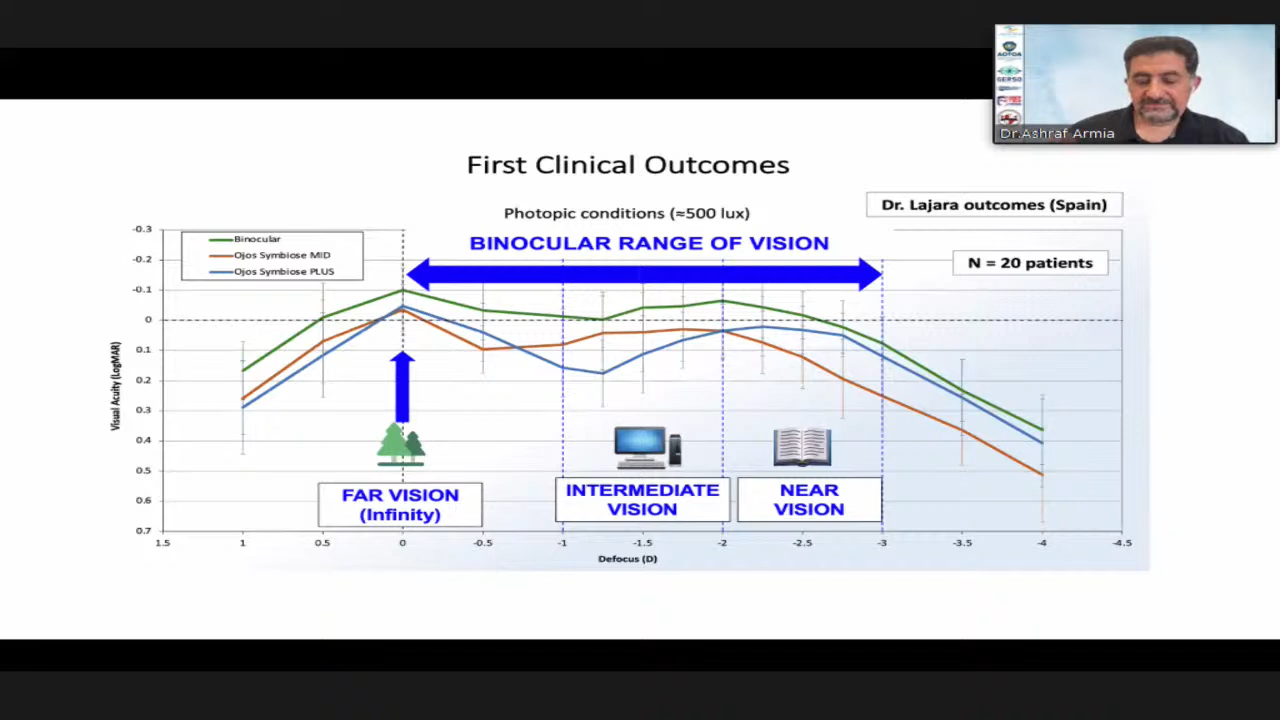 AOTOA
GERSO
Dr.Ashraf Armia
First Clinical Outcomes
Dr. Lajara outcomes (Spain)
Photopic conditions (≈500 lux)
BINOCULAR RANGE OF VISION
N = 20 patients
Binocular
Ojos Symbiose MID
Ojos Symbiose PLUS
-0.3
-0.2
-0.1
0
0.1
0.2
0.3
0.4
0.5
0.6
0.7
Visual Acuity (LogMAR)
FAR VISION
(Infinity)
INTERMEDIATE
VISION
NEAR
VISION
1.5 1 0.5 0 -0.5 -1 -1.5 -2 -2.5 -3 -3.5 -4 -4.5
Defocus (D)